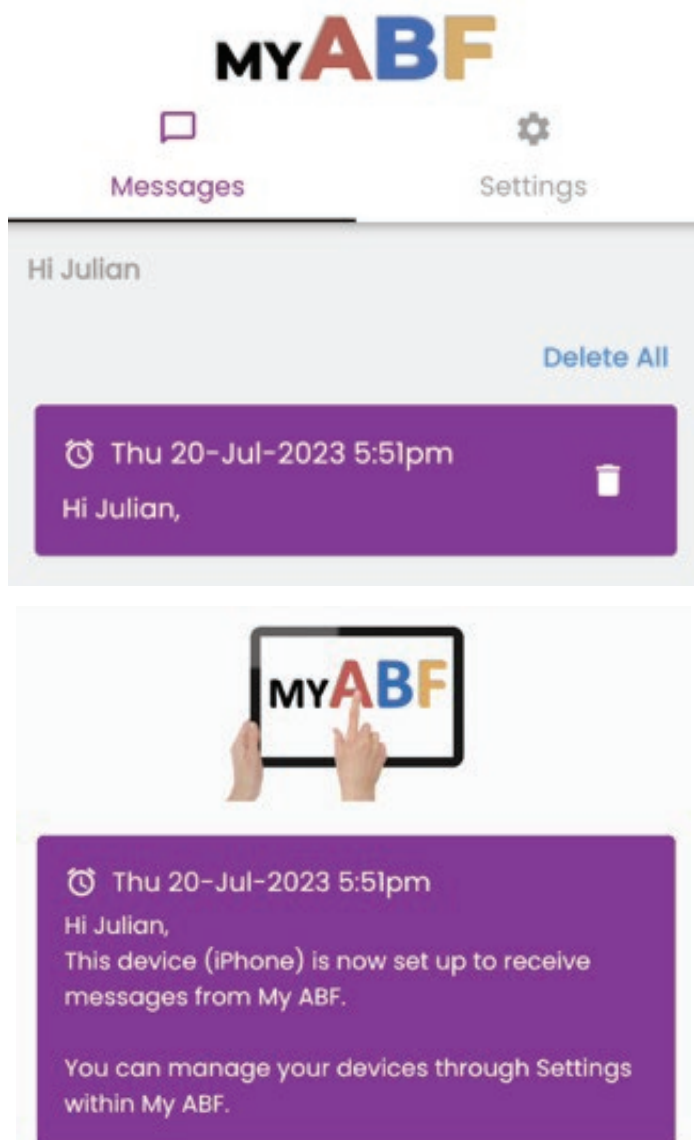 MYABF
Messages Settings
Hi Julian
Delete All
Thu 20-Jul-2023 5:51pm
Hi Julian,
MYABF
Thu 20-Jul-2023 5:51pm
Hi Julian,
This device (iPhone) is now set up to receive
messages from My ABF.
You can manage your devices through Settings
within My ABF.